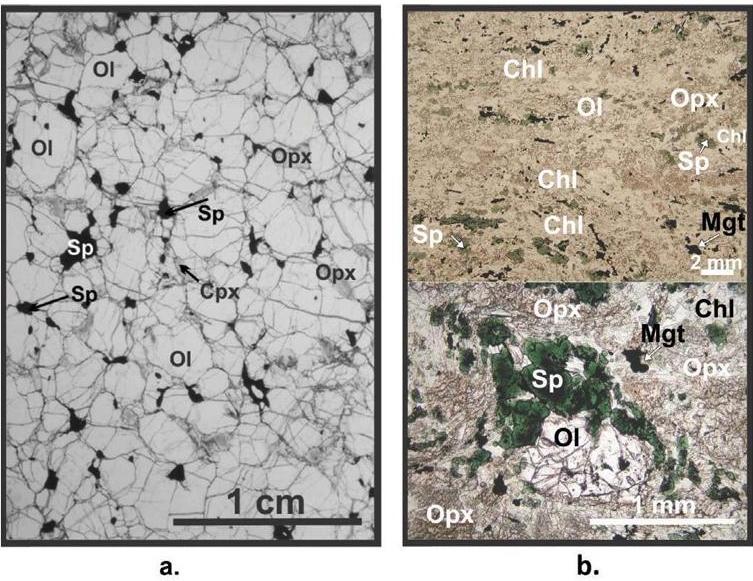 Ol
Ol
Opx
Sp
Sp
Opx
Sp
Cpx
Ol
1 cm
a.
Chl
Ol
Opx
Chl
Sp
Chl
Chl
Sp
Mgt
2 mm
Opx
Chl
Mgt
Opx
Sp
Ol
Opx
1 mm
b.